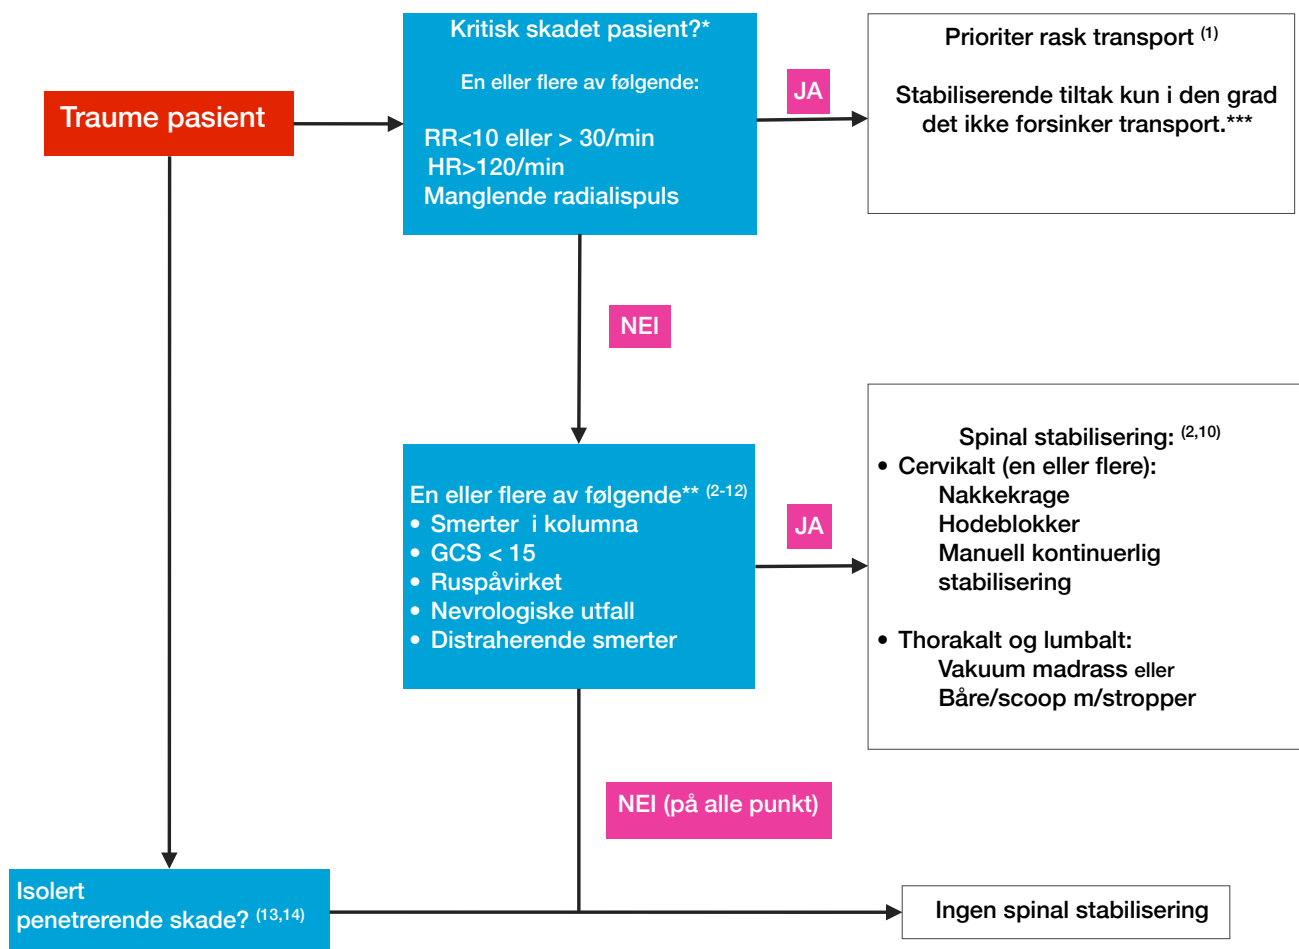 Traume pasient
Kritisk skadet pasient?*
En eller flere av følgende:
RR<10 eller > 30/min
HR>120/min
Manglende radialispuls
JA
Prioriter rask transport (1)
Stabiliserende tiltak kun i den grad
det ikke forsinker transport.***
NEI
En eller flere av følgende** (2-12)
• Smerter i kolumna
• GCS < 15
• Ruspåvirket
• Nevrologiske utfall
• Distraherende smerter
JA
Spinal stabilisering: (2,10)
• Cervikalt (en eller flere):
Nakkekrage
Hodeblokker
Manuell kontinuerlig
stabilisering
• Thorakalt og lumbalt:
Vakuum madrass eller
Båre/scoop m/stropper
NEI (på alle punkt)
Isolert
penetrerende skade? (13,14)
Ingen spinal stabilisering